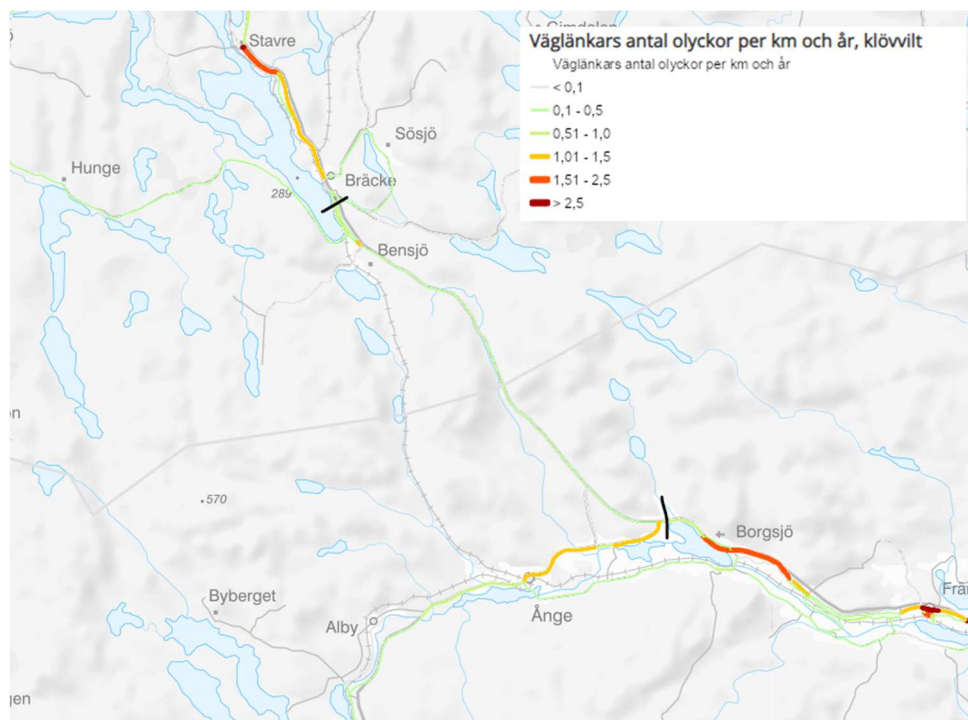 Stavre
Väglänkars antal olyckor per km och år, klövvilt
Väglänkars antal olyckor per km och år
< 0,1
0,1 - 0,5
0,51 - 1,0
1,01 - 1,5
1,51 - 2,5
> 2,5
Sösjö
Hunge
Bräcke
289
Bensjö
570
Borgsjö
Byberget
Ånge
Alby